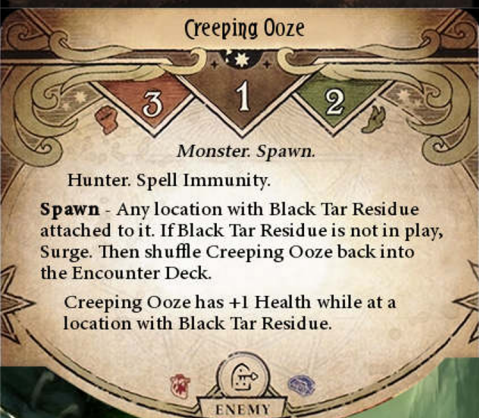 Creeping Ooze
3 1 2
Monster. Spawn.
Hunter. Spell Immunity.
Spawn - Any location with Black Tar Residue
attached to it. If Black Tar Residue is not in play,
Surge. Then shuffle Creeping Ooze back into
the Encounter Deck.
Creeping Ooze has +1 Health while at a
location with Black Tar Residue.
ENEMY